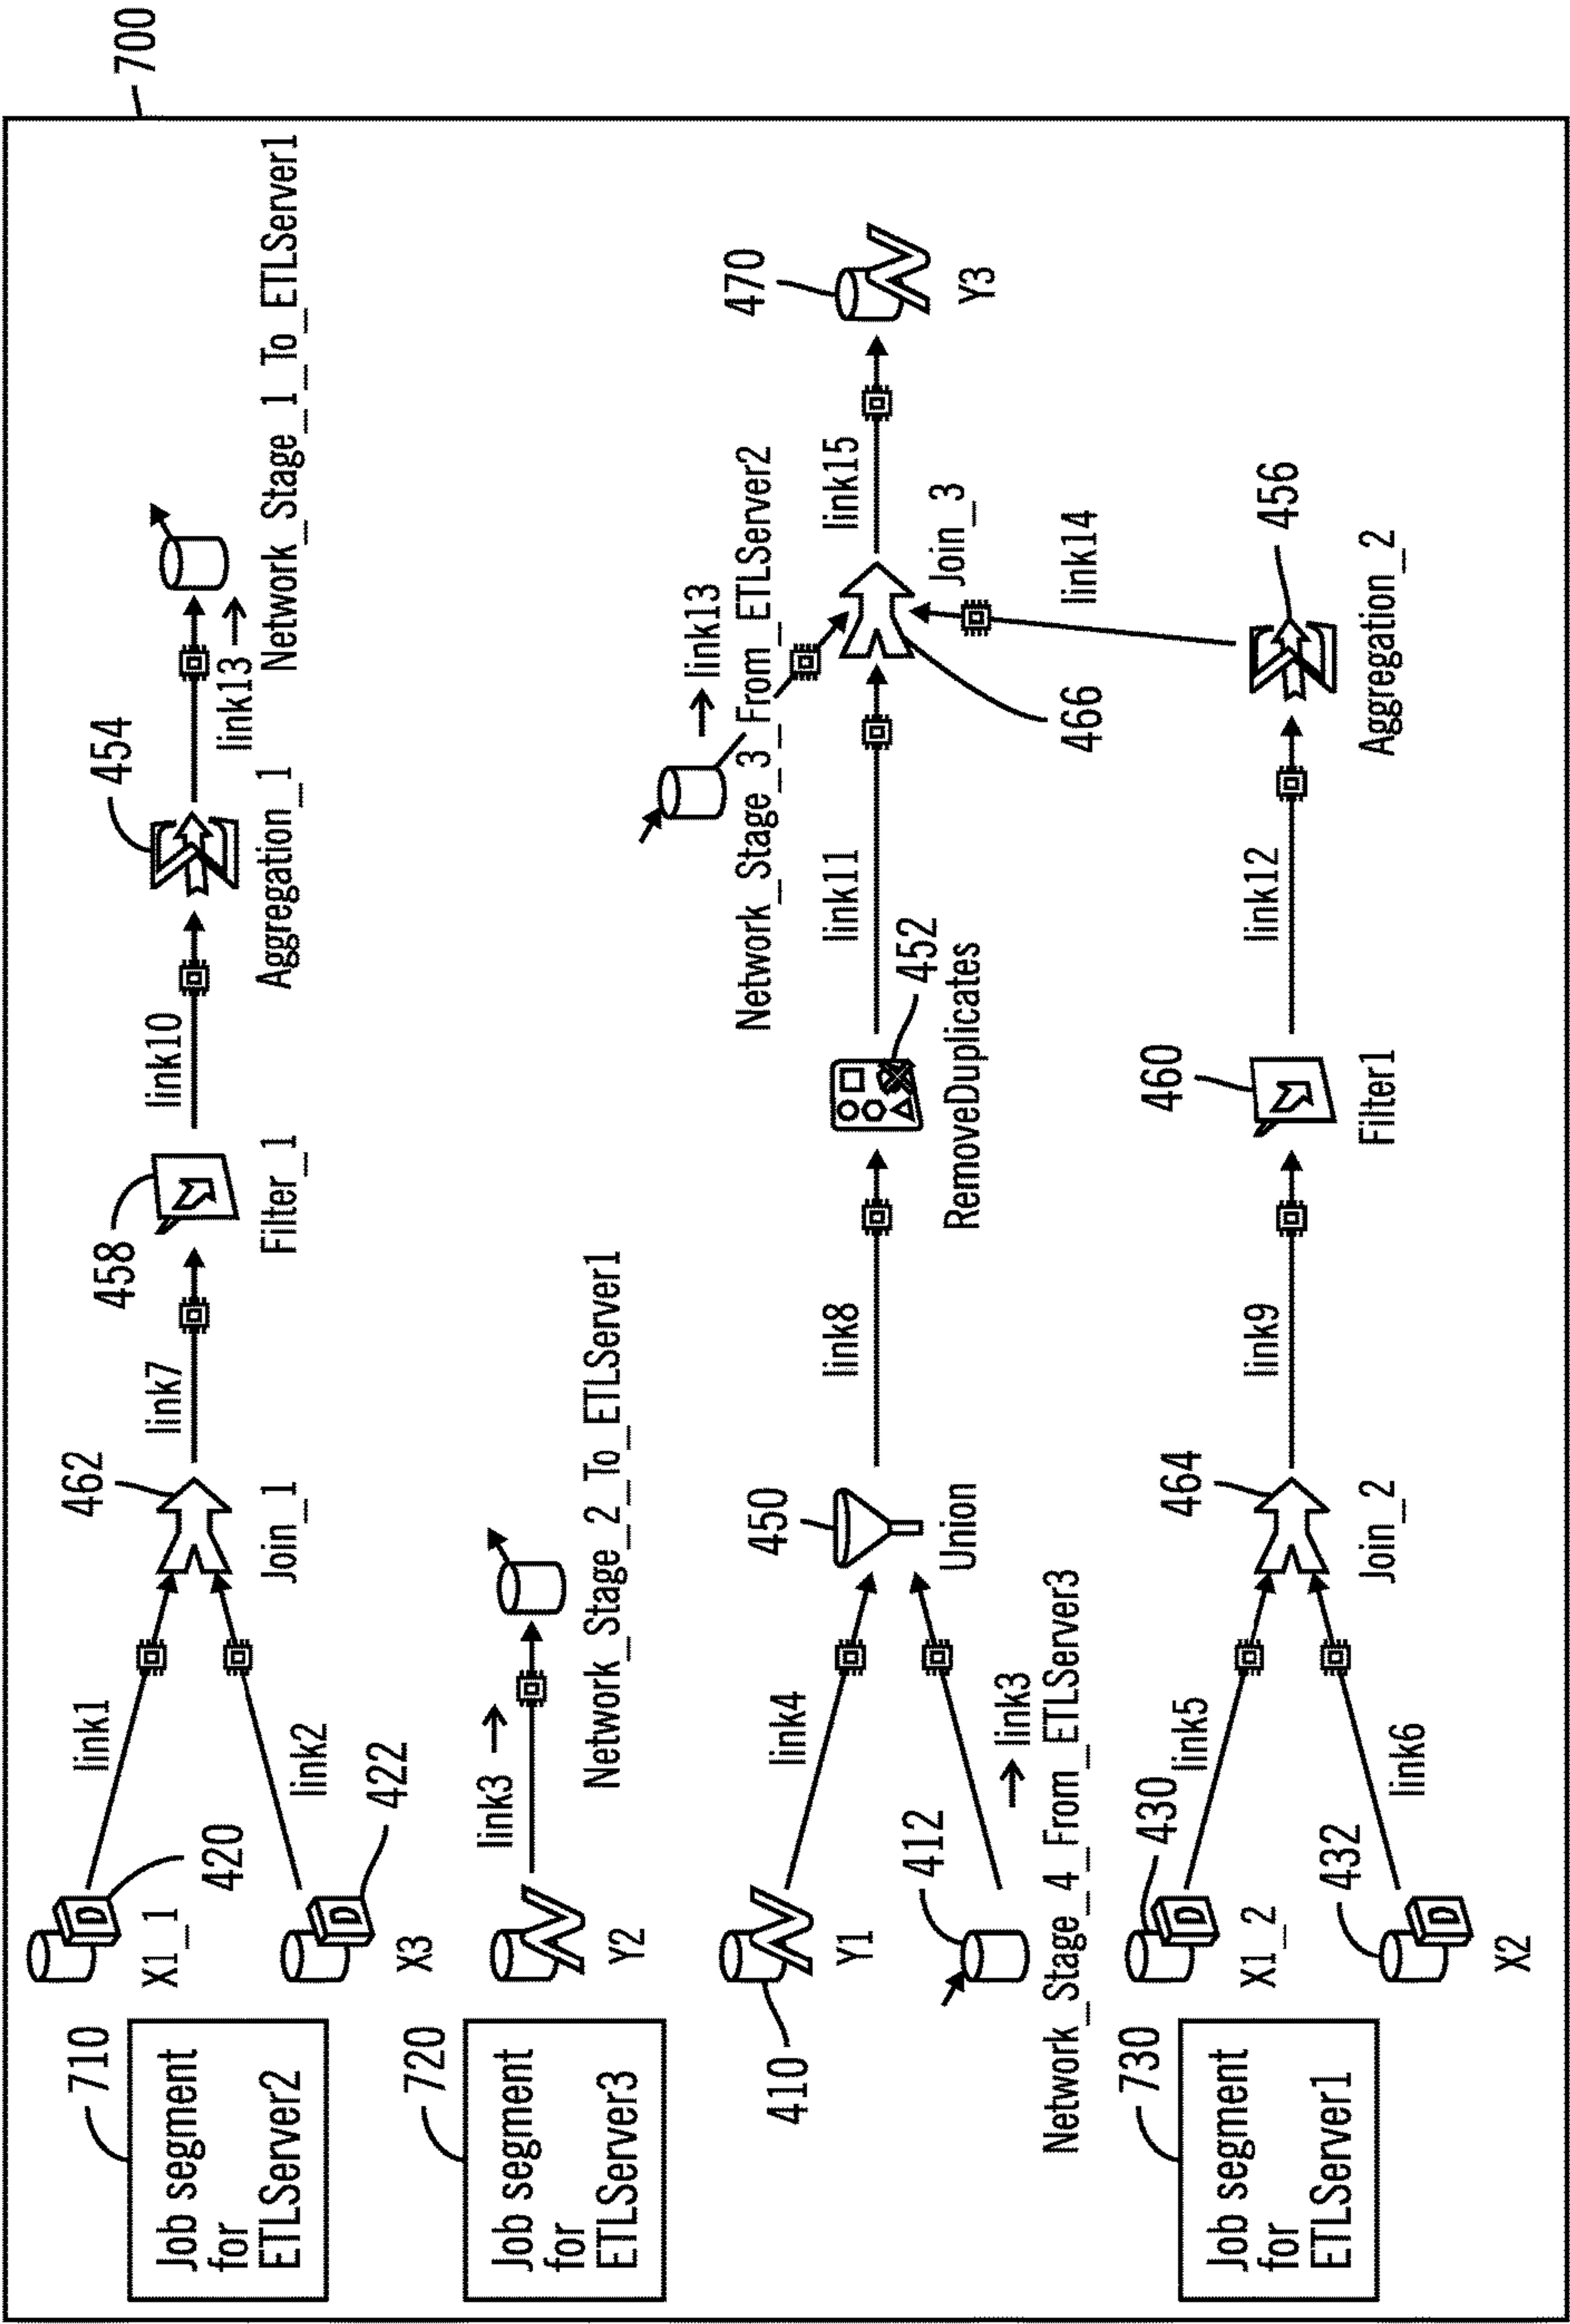 700
710
Job segment
for
ETLServer2
420
X1_1
link1
422
X3
link2
462
Join_1
link7
458
Filter_1
link10
454
Aggregation_1
link13 →
Network_Stage_1_To_ETLServer1
720
Job segment
for
ETLServer3
Y2
link3 →
Network_Stage_2_To_ETLServer1
410
Y1
link4
412
→ link3
Network_Stage_4_From_ETLServer3
450
Union
link8
452
RemoveDuplicates
link11
→ link13
Network_Stage_3_From_ETLServer2
466
Join_3
link15
470
Y3
730
Job segment
for
ETLServer1
430
X1_2
link5
432
X2
link6
464
Join_2
link9
460
Filter1
link12
456
Aggregation_2
link14